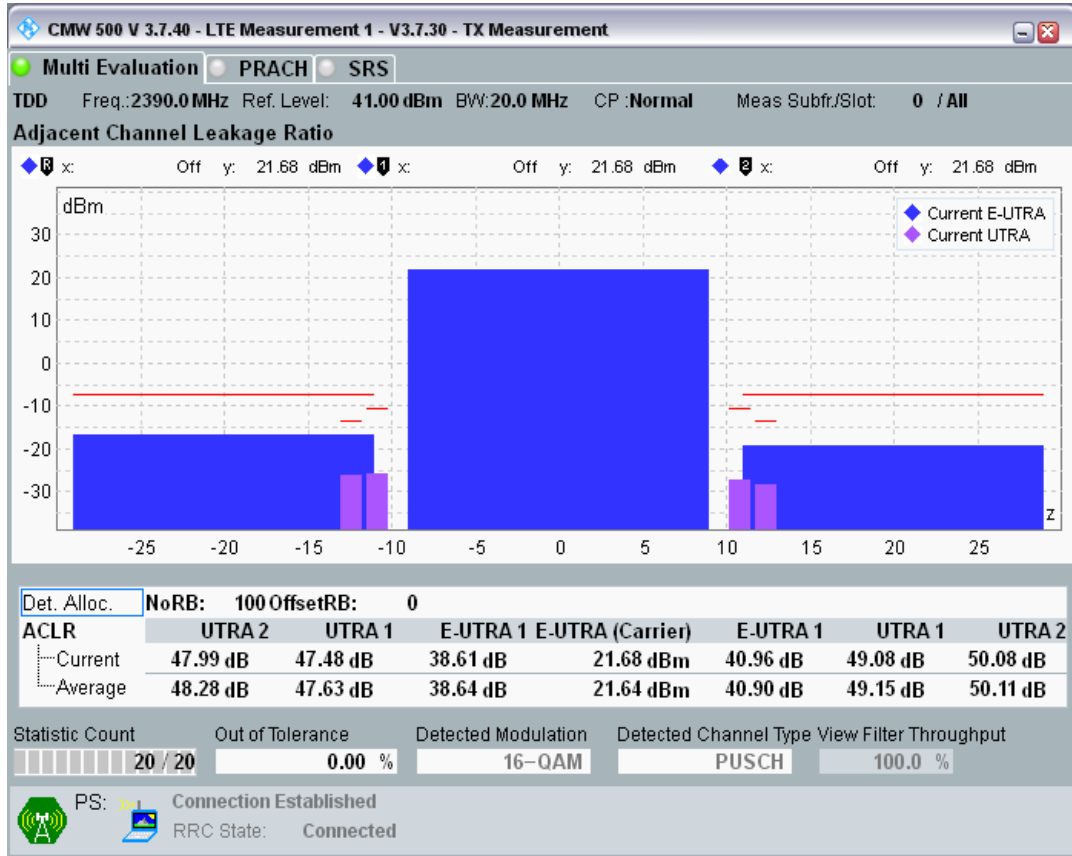 CMW 500 V 3.7.40 - LTE Measurement 1 - V3.7.30 - TX Measurement
Multi Evaluation PRACH SRS
TDD Freq.:2390.0 MHz Ref. Level: 41.00 dBm BW:20.0 MHz CP :Normal Meas Subfr./Slot: 0 / All
Adjacent Channel Leakage Ratio
R x: Off y: 21.68 dBm 1 x: Off y: 21.68 dBm 2 x: Off y: 21.68 dBm
dBm
Current E-UTRA
Current UTRA
30
20
10
0
-10
-20
-30
z
-25 -20 -15 -10 -5 0 5 10 15 20 25
Det. Alloc. NoRB: 100 OffsetRB: 0
ACLR UTRA 2 UTRA 1 E-UTRA 1 E-UTRA (Carrier) E-UTRA 1 UTRA 1 UTRA 2
Current 47.99 dB 47.48 dB 38.61 dB 21.68 dBm 40.96 dB 49.08 dB 50.08 dB
Average 48.28 dB 47.63 dB 38.64 dB 21.64 dBm 40.90 dB 49.15 dB 50.11 dB
Statistic Count Out of Tolerance Detected Modulation Detected Channel Type View Filter Throughput
20 / 20 0.00 % 16-QAM PUSCH 100.0 %
PS: Connection Established
RRC State: Connected